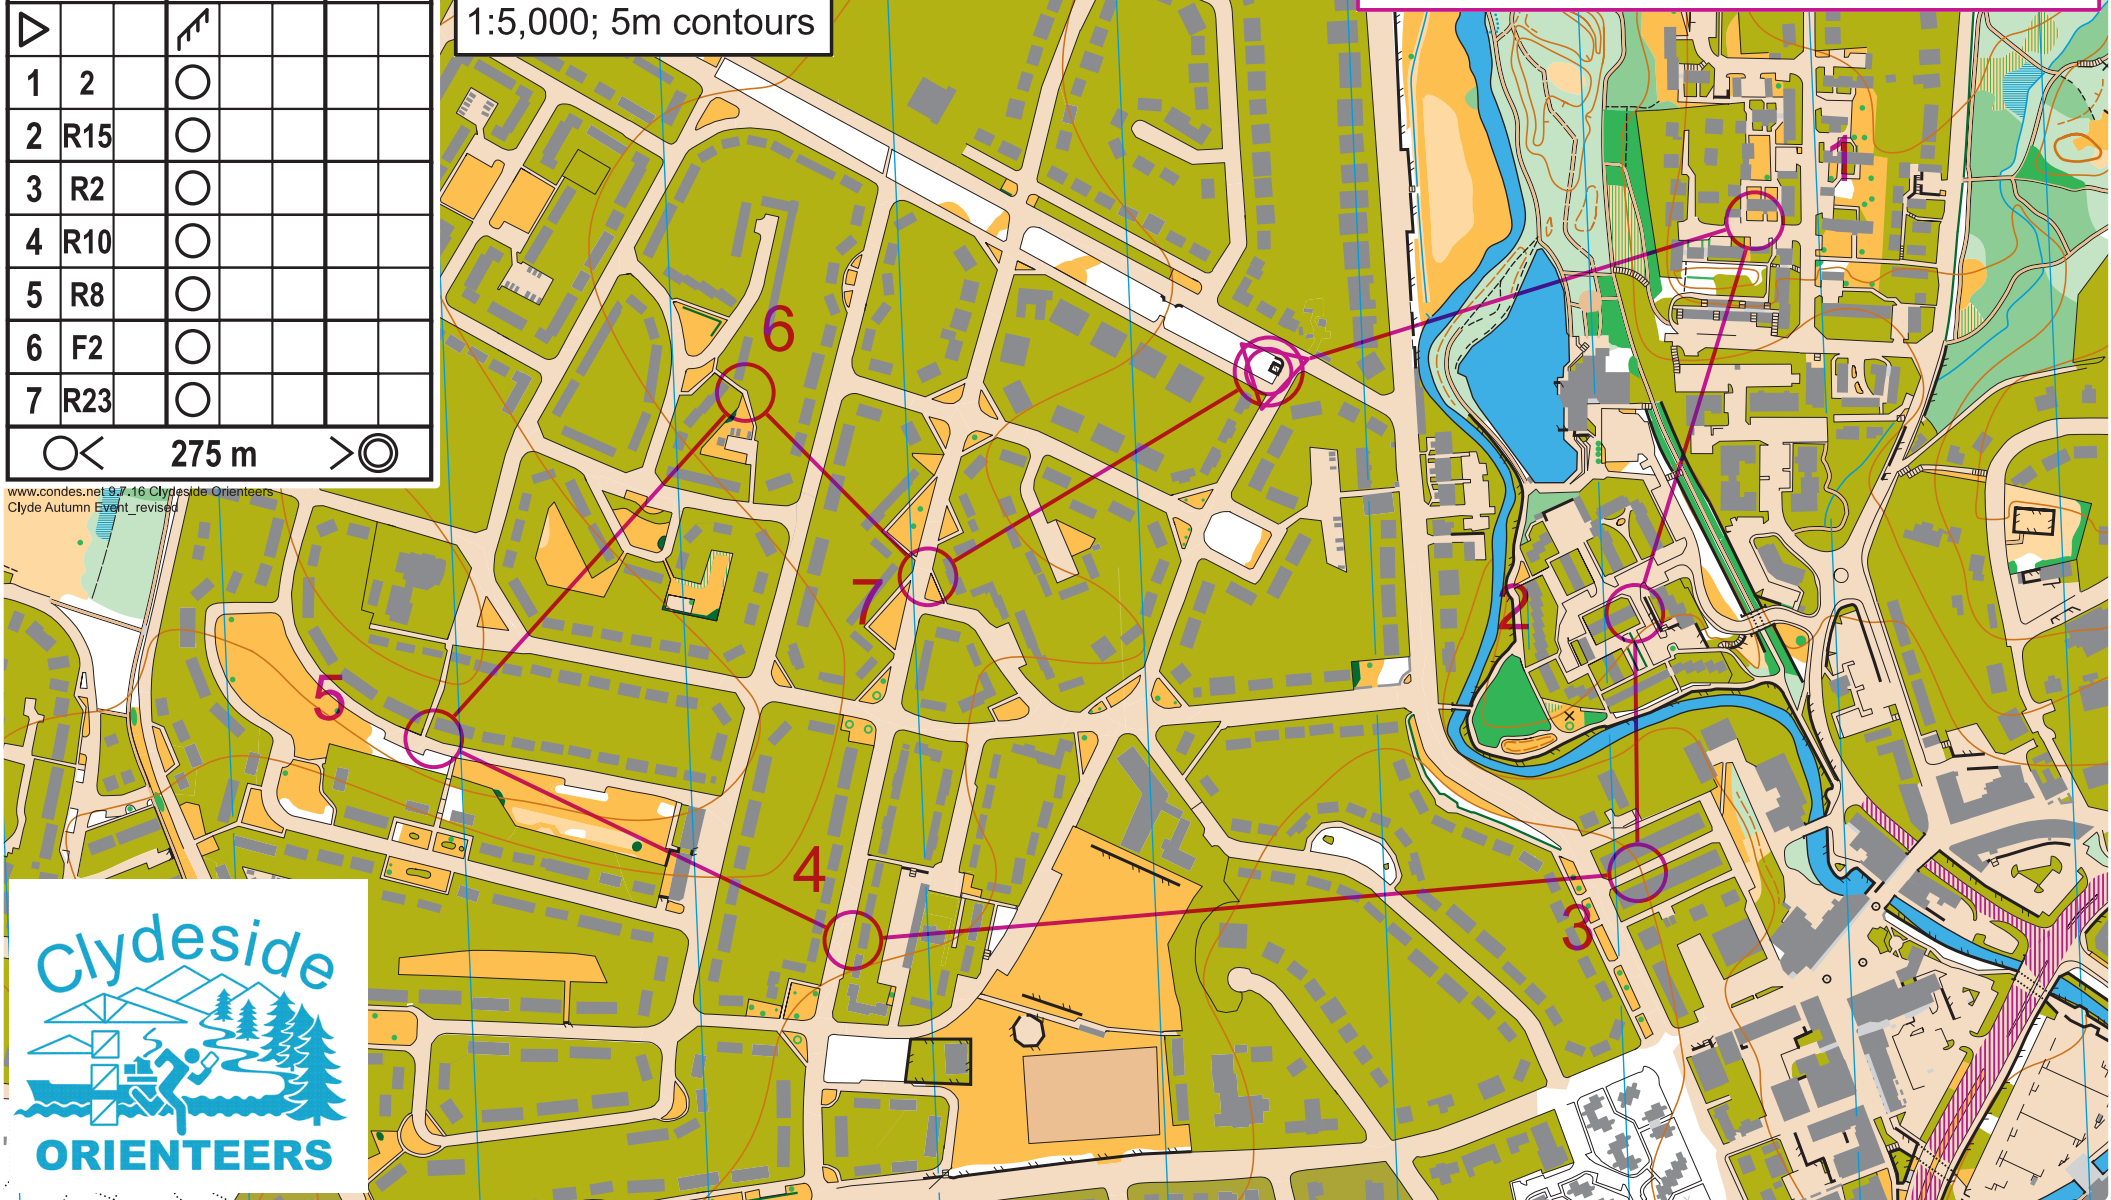 1:5,000; 5m contours
1 2
2 R15
3 R2
4 R10
5 R8
6 F2
7 R23
275 m
www.condes.net 9.7.16 Clydeside Orienteers
Clyde Autumn Event_revised
1
6
7
2
5
4
3
Clydeside
ORIENTEERS